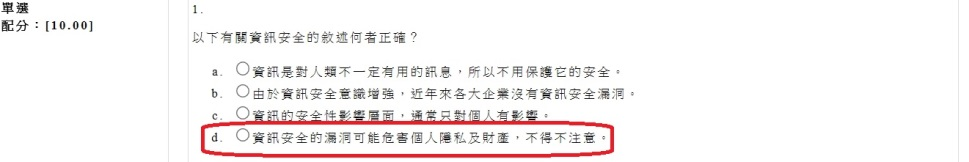 單選
配分：[10.00]
1.
以下有關資訊安全的敘述何者正確？
a. 資訊是對人類不一定有用的訊息，所以不用保護它的安全。
b. 由於資訊安全意識增強，近年來各大企業沒有資訊安全漏洞。
c. 資訊的安全性影響層面，通常只對個人有影響。
d. 資訊安全的漏洞可能危害個人隱私及財產，不得不注意。